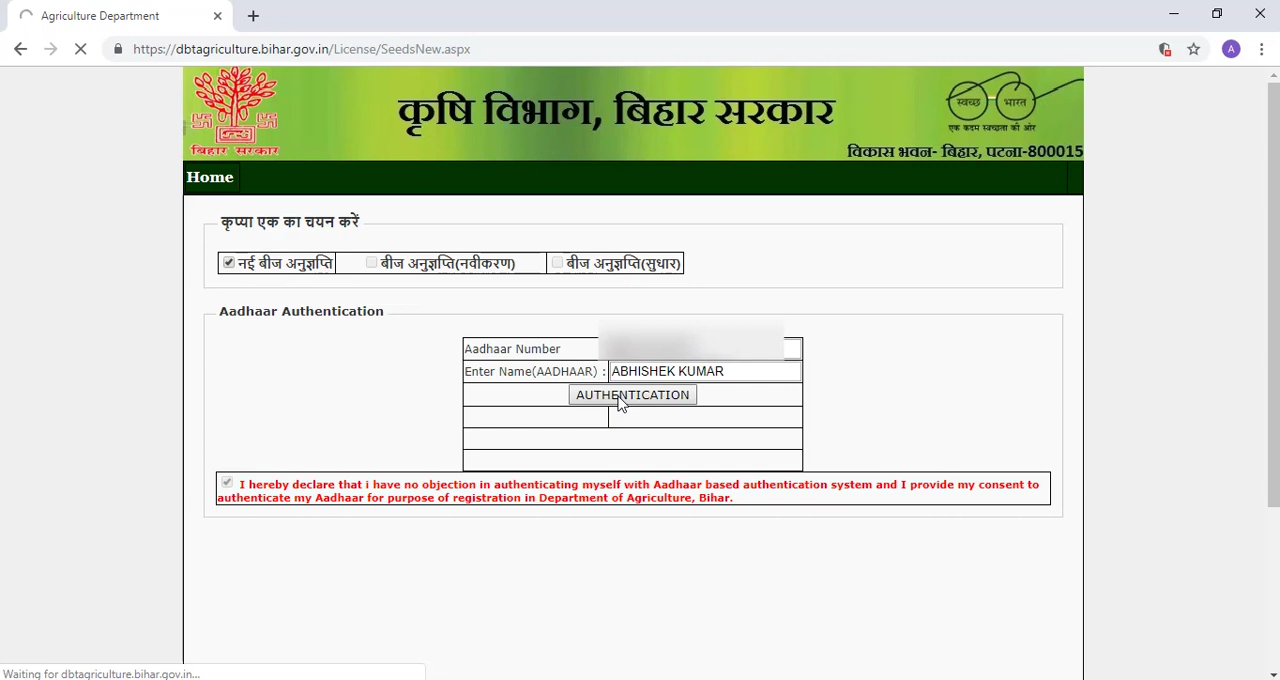 Agriculture Department
https://dbtagriculture.bihar.gov.in/License/SeedsNew.aspx
A
बिहार सरकार
कृषि विभाग, बिहार सरकार
स्वच्छ भारत
एक कदम स्वच्छता की ओर
विकास भवन- बिहार, पटना-800015
Home
कृप्या एक का चयन करें
नई बीज अनुज्ञप्ति बीज अनुज्ञप्ति(नवीकरण) बीज अनुज्ञप्ति(सुधार)
Aadhaar Authentication
Aadhaar Number
Enter Name(AADHAAR) : ABHISHEK KUMAR
AUTHENTICATION
I hereby declare that i have no objection in authenticating myself with Aadhaar based authentication system and I provide my consent to
authenticate my Aadhaar for purpose of registration in Department of Agriculture, Bihar.
Waiting for dbtagriculture.bihar.gov.in...